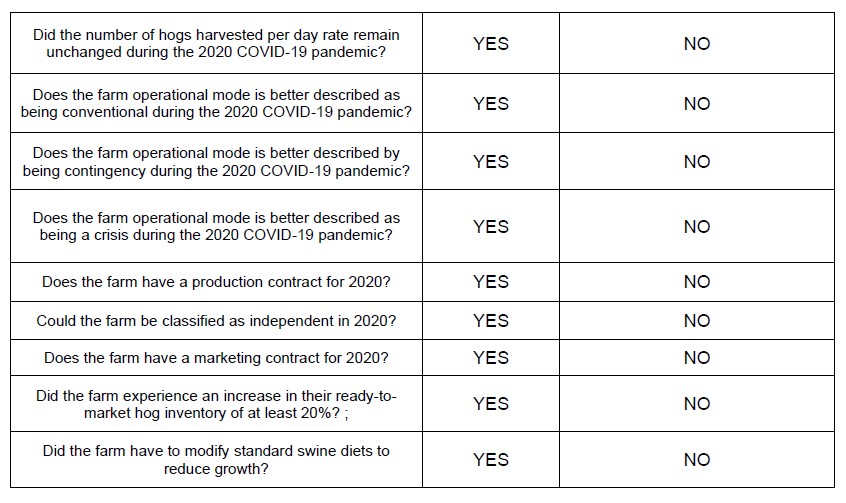 Did the number of hogs harvested per day rate remain
unchanged during the 2020 COVID-19 pandemic?
YES
NO
Does the farm operational mode is better described as
being conventional during the 2020 COVID-19 pandemic?
YES
NO
Does the farm operational mode is better described by
being contingency during the 2020 COVID-19 pandemic?
YES
NO
Does the farm operational mode is better described as
being a crisis during the 2020 COVID-19 pandemic?
YES
NO
Does the farm have a production contract for 2020?
YES
NO
Could the farm be classified as independent in 2020?
YES
NO
Does the farm have a marketing contract for 2020?
YES
NO
Did the farm experience an increase in their ready-to-
market hog inventory of at least 20%? ;
YES
NO
Did the farm have to modify standard swine diets to
reduce growth?
YES
NO